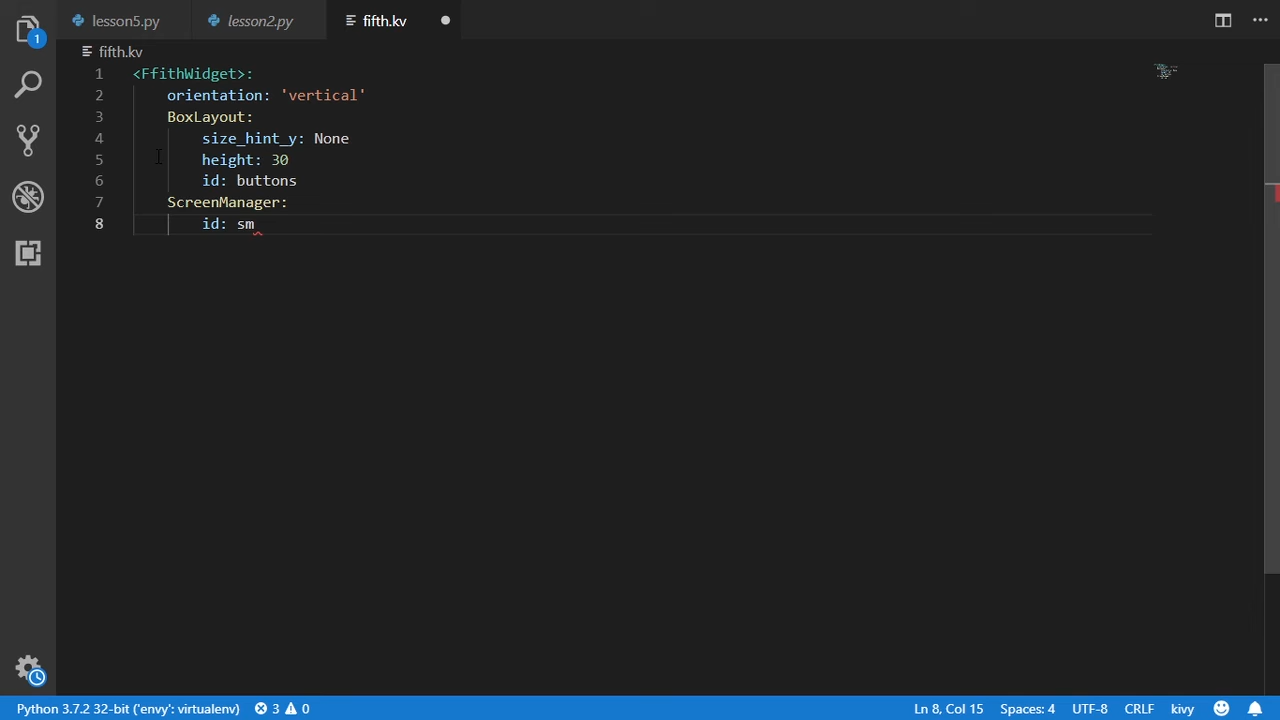 lesson5.py lesson2.py fifth.kv
1
fifth.kv
1 <FfithWidget>:
2 orientation: 'vertical'
3 BoxLayout:
4 size_hint_y: None
5 height: 30
6 id: buttons
7 ScreenManager:
8 id: sm
Python 3.7.2 32-bit ('envy': virtualenv) 3 0 Ln 8, Col 15 Spaces: 4 UTF-8 CRLF kivy